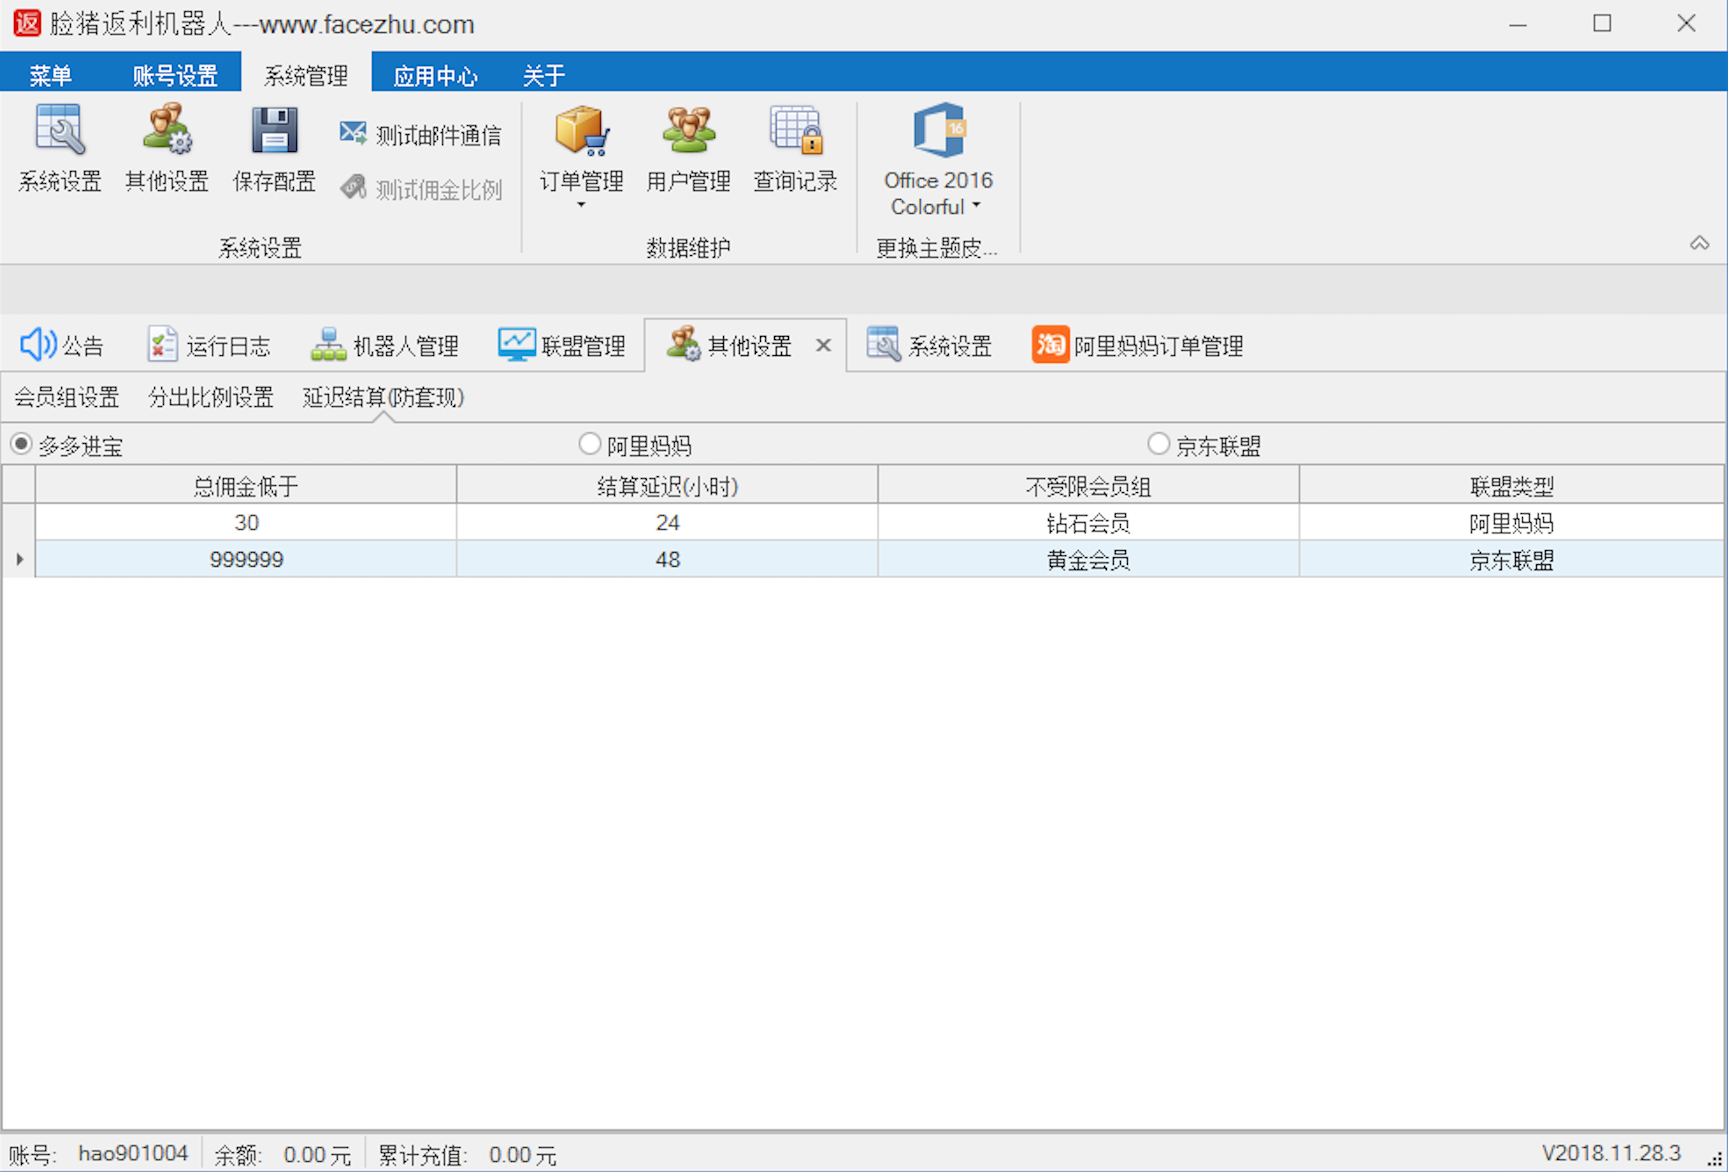 返 脸猪返利机器人---www.facezhu.com
菜单 账号设置 系统管理 应用中心 关于
系统设置 其他设置 保存配置 测试邮件通信 测试佣金比例 订单管理 用户管理 查询记录 16 Office 2016 Colorful
系统设置 数据维护 更换主题皮...
公告 运行日志 机器人管理 联盟管理 其他设置 系统设置 淘 阿里妈妈订单管理
会员组设置 分出比例设置 延迟结算(防套现)
多多进宝 阿里妈妈 京东联盟
总佣金低于 结算延迟(小时) 不受限会员组 联盟类型
30 24 钻石会员 阿里妈妈
999999 48 黄金会员 京东联盟
账号: hao901004 余额: 0.00 元 累计充值: 0.00 元 V2018.11.28.3